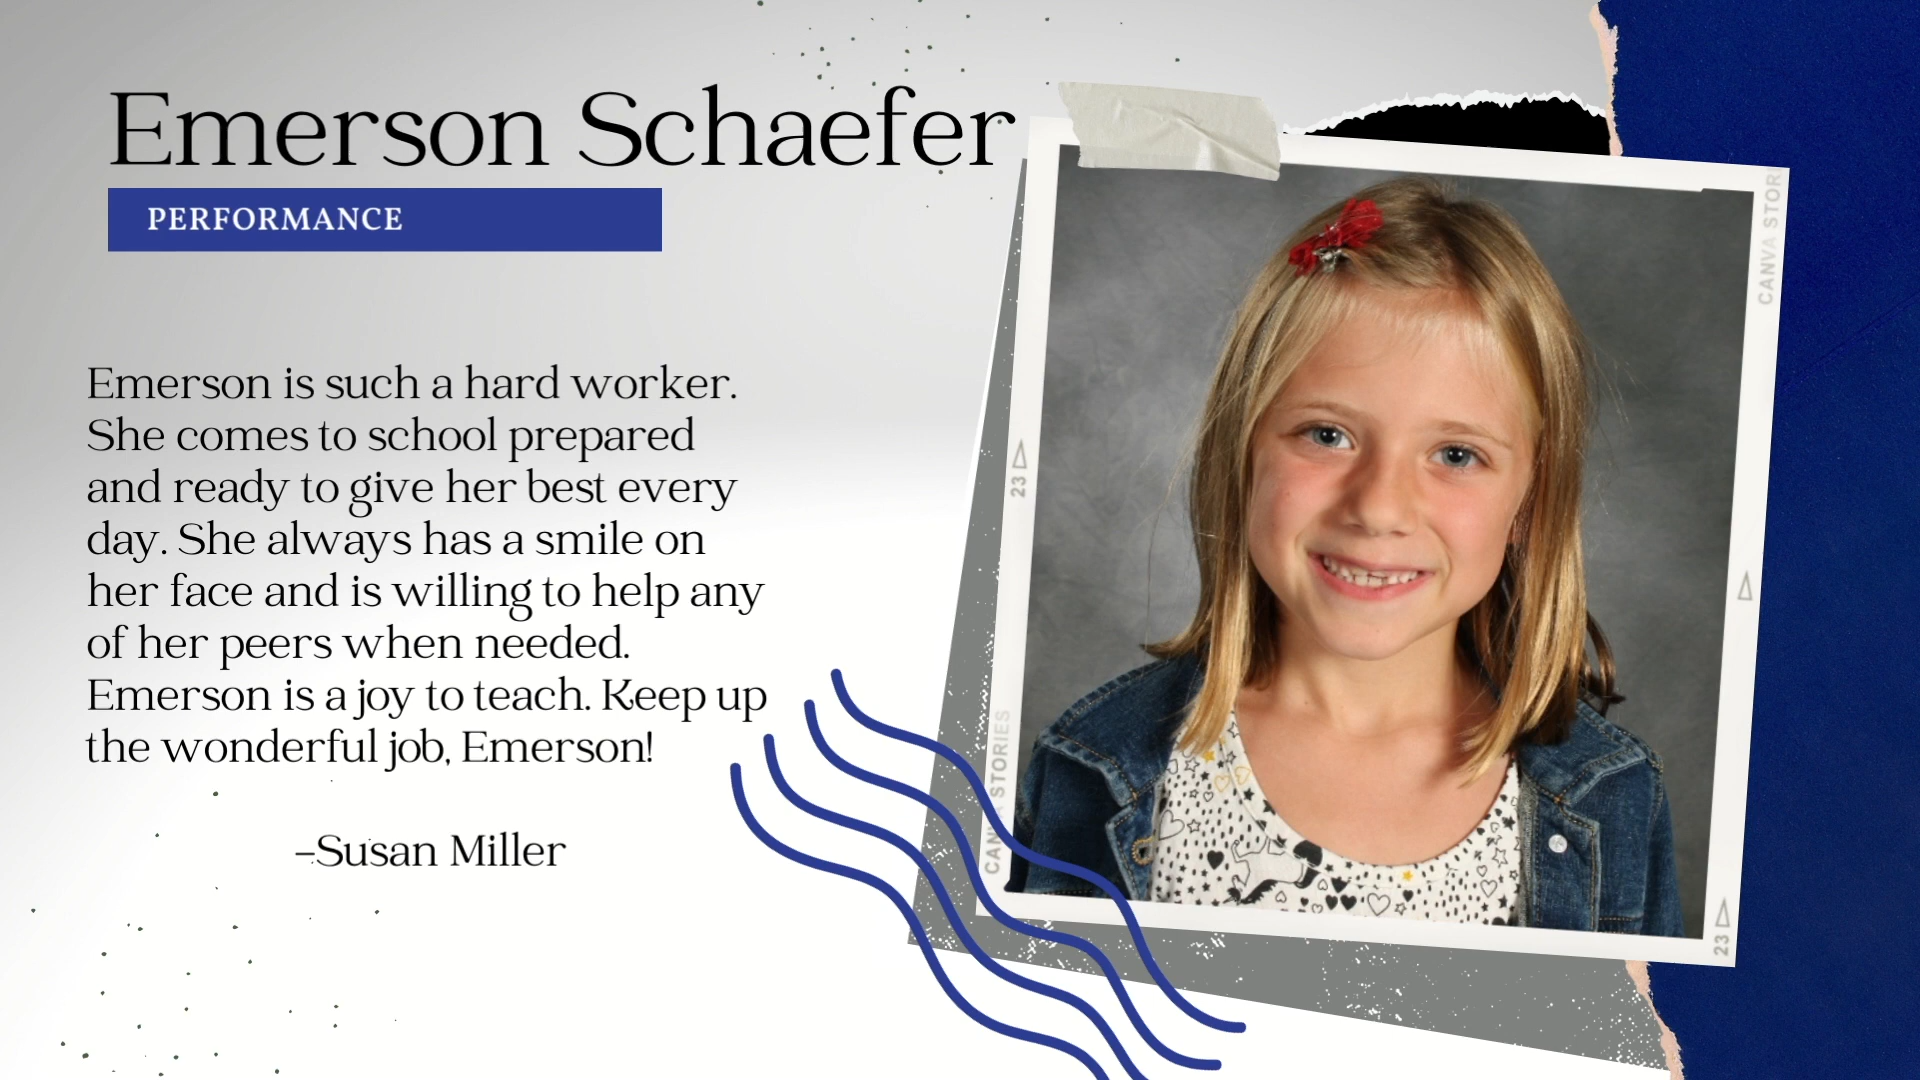 Emerson Schaefer
PERFORMANCE
Emerson is such a hard worker.
She comes to school prepared
and ready to give her best every
day. She always has a smile on
her face and is willing to help any
of her peers when needed.
Emerson is a joy to teach. Keep up
the wonderful job, Emerson!
–Susan Miller
CANVA STORIES
23
CANVA STOR
23